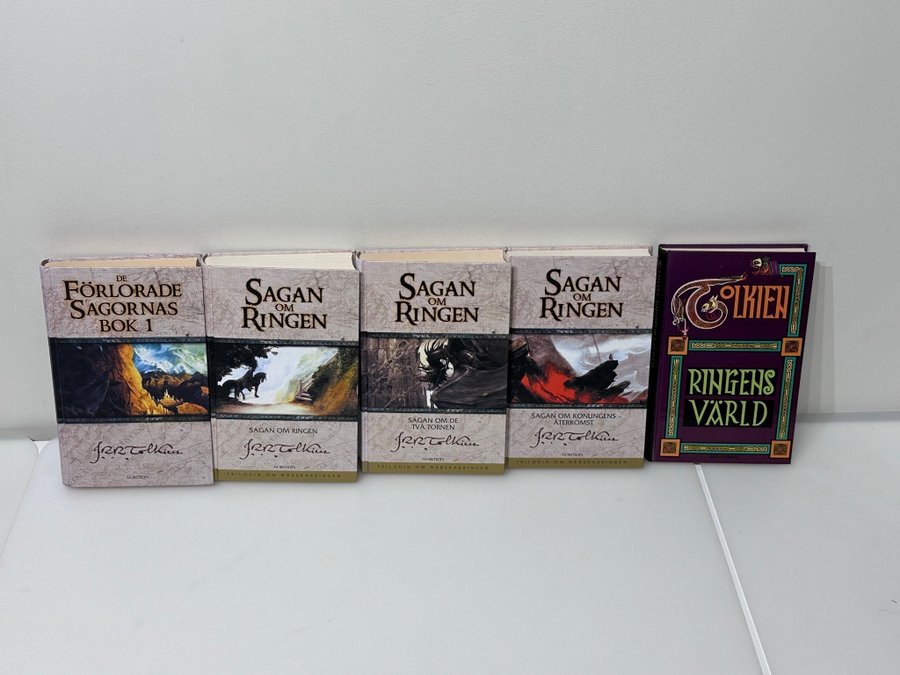 DE
FÖRLORADE
SAGORNAS
BOK 1
J.R.R. Tolkien
NORSTEDTS
SAGAN
OM
RINGEN
SAGAN OM RINGEN
J.R.R. Tolkien
NORSTEDTS
TRILOGIN OM HÄRSKARRINGEN
SAGAN
OM
RINGEN
SAGAN OM DE
TVÅ TORNEN
J.R.R. Tolkien
NORSTEDTS
TRILOGIN OM HÄRSKARRINGEN
SAGAN
OM
RINGEN
SAGAN OM KONUNGENS
ÅTERKOMST
J.R.R. Tolkien
NORSTEDTS
TRILOGIN OM HÄRSKARRINGEN
TOLKIEN
RINGENS
VÄRLD